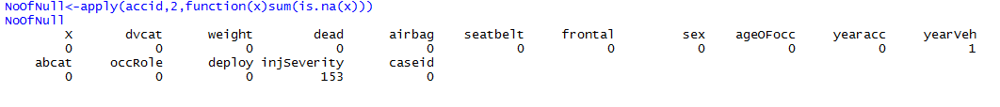 NoOfNull<-apply(accid,2,function(x)sum(is.na(x)))
NoOfNull
X dvcat weight dead airbag seatbelt frontal sex ageOFocc yearacc yearVeh
0 0 0 0 0 0 0 0 0 0 1
abcat occRole deploy injSeverity caseid
0 0 0 153 0